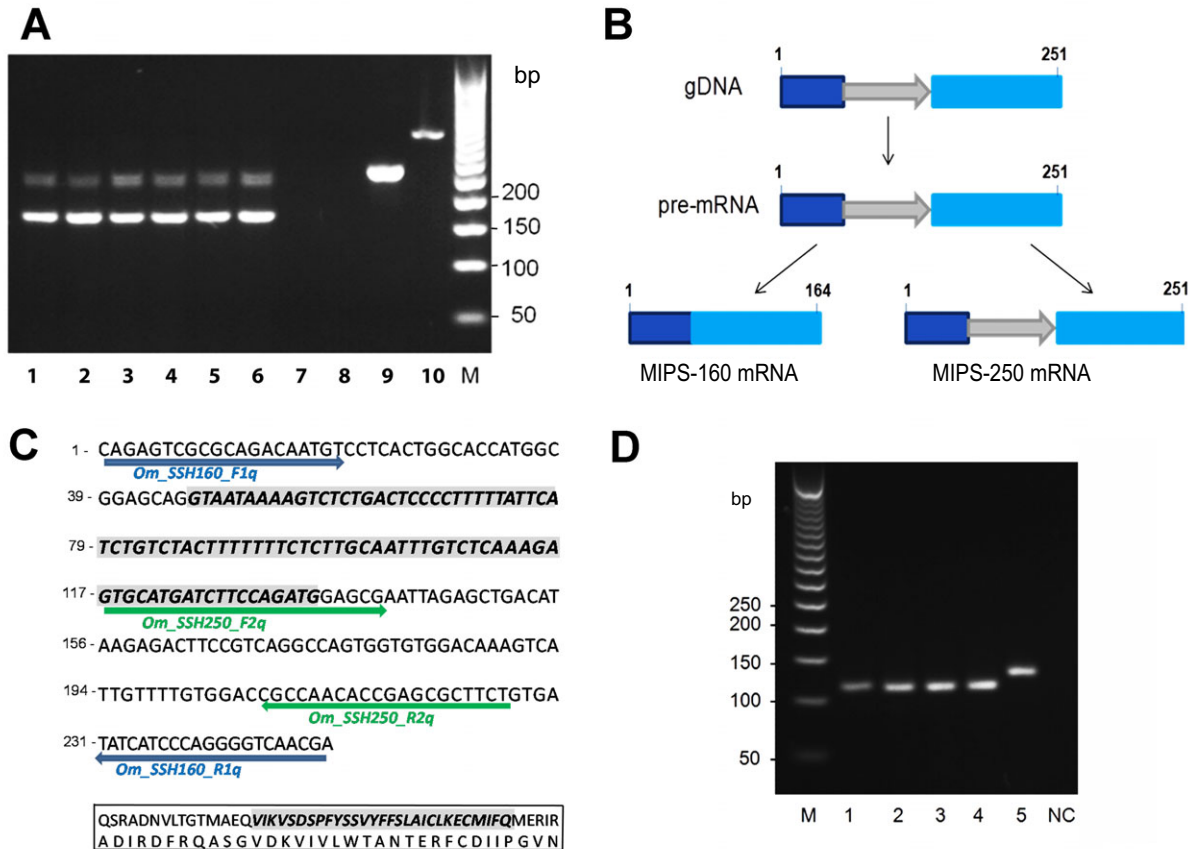 A
bp
200
150
100
50
1 2 3 4 5 6 7 8 9 10 M
B
1 251
gDNA
1 251
pre-mRNA
1 164
MIPS-160 mRNA
1 251
MIPS-250 mRNA
C
1 - CAGAGTCGCGCAGACAATGTCCTCACTGGCACCATGGC
Om_SSH160_F1q
39 - GGAGCAGGTAATAAAAGTCTCTGACTCCCCTTTTTATTCA
79 - TCTGTCTACTTTTTTTCTCTTGCAATTTGTCTCAAAGA
117 - GTGCATGATCTTCCAGATGGAGCGAATTAGAGCTGACAT
Om_SSH250_F2q
156 - AAGAGACTTCCGTCAGGCCAGTGGTGTGGACAAAGTCA
194 - TTGTTTTGTGGACCGCCAACACCGAGCGCTTCTGTGA
Om_SSH250_R2q
231 - TATCATCCCAGGGGTCAACGA
Om_SSH160_R1q
QSRADNVLTGTMAEQVIKVSDSPFYSSVYFFSLAICLKECMIFQMERIR
ADIRDFRQASGVDKVIVLWTANTERFCDIIPGVN
D
bp
250
200
150
100
50
M 1 2 3 4 5 NC